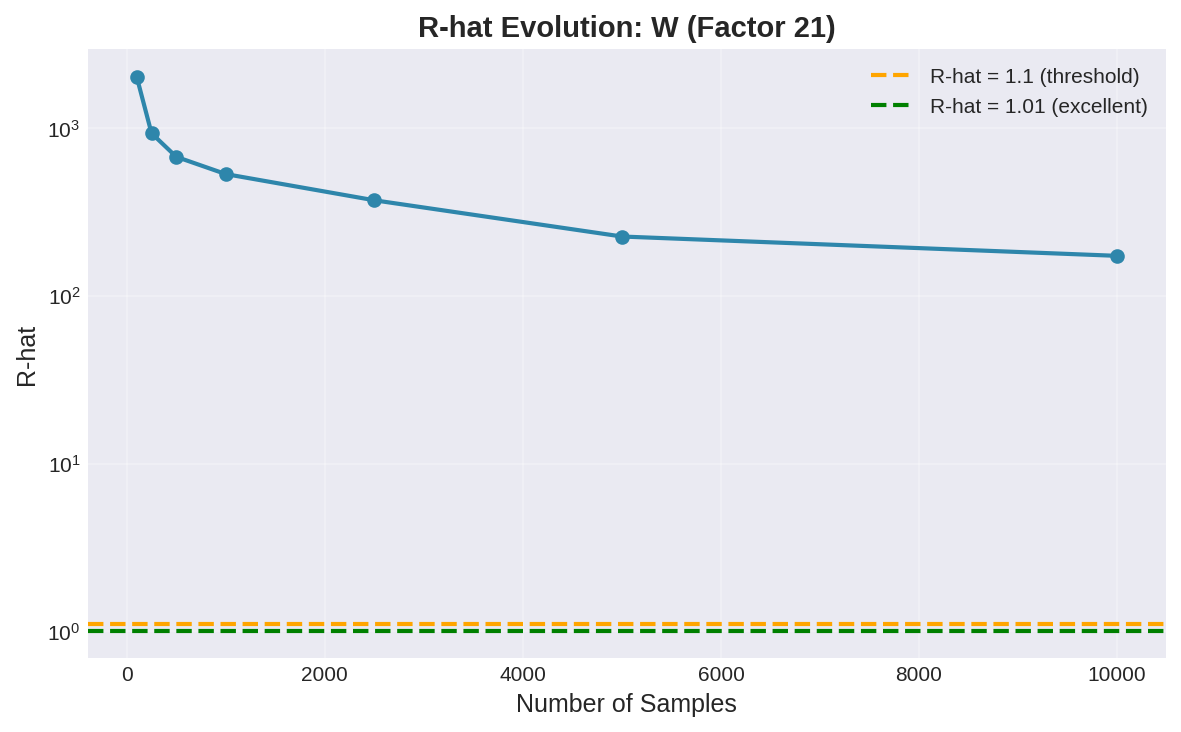 R-hat Evolution: W (Factor 21)
R-hat = 1.1 (threshold)
R-hat = 1.01 (excellent)
10³
10²
10¹
10⁰
R-hat
0 2000 4000 6000 8000 10000
Number of Samples